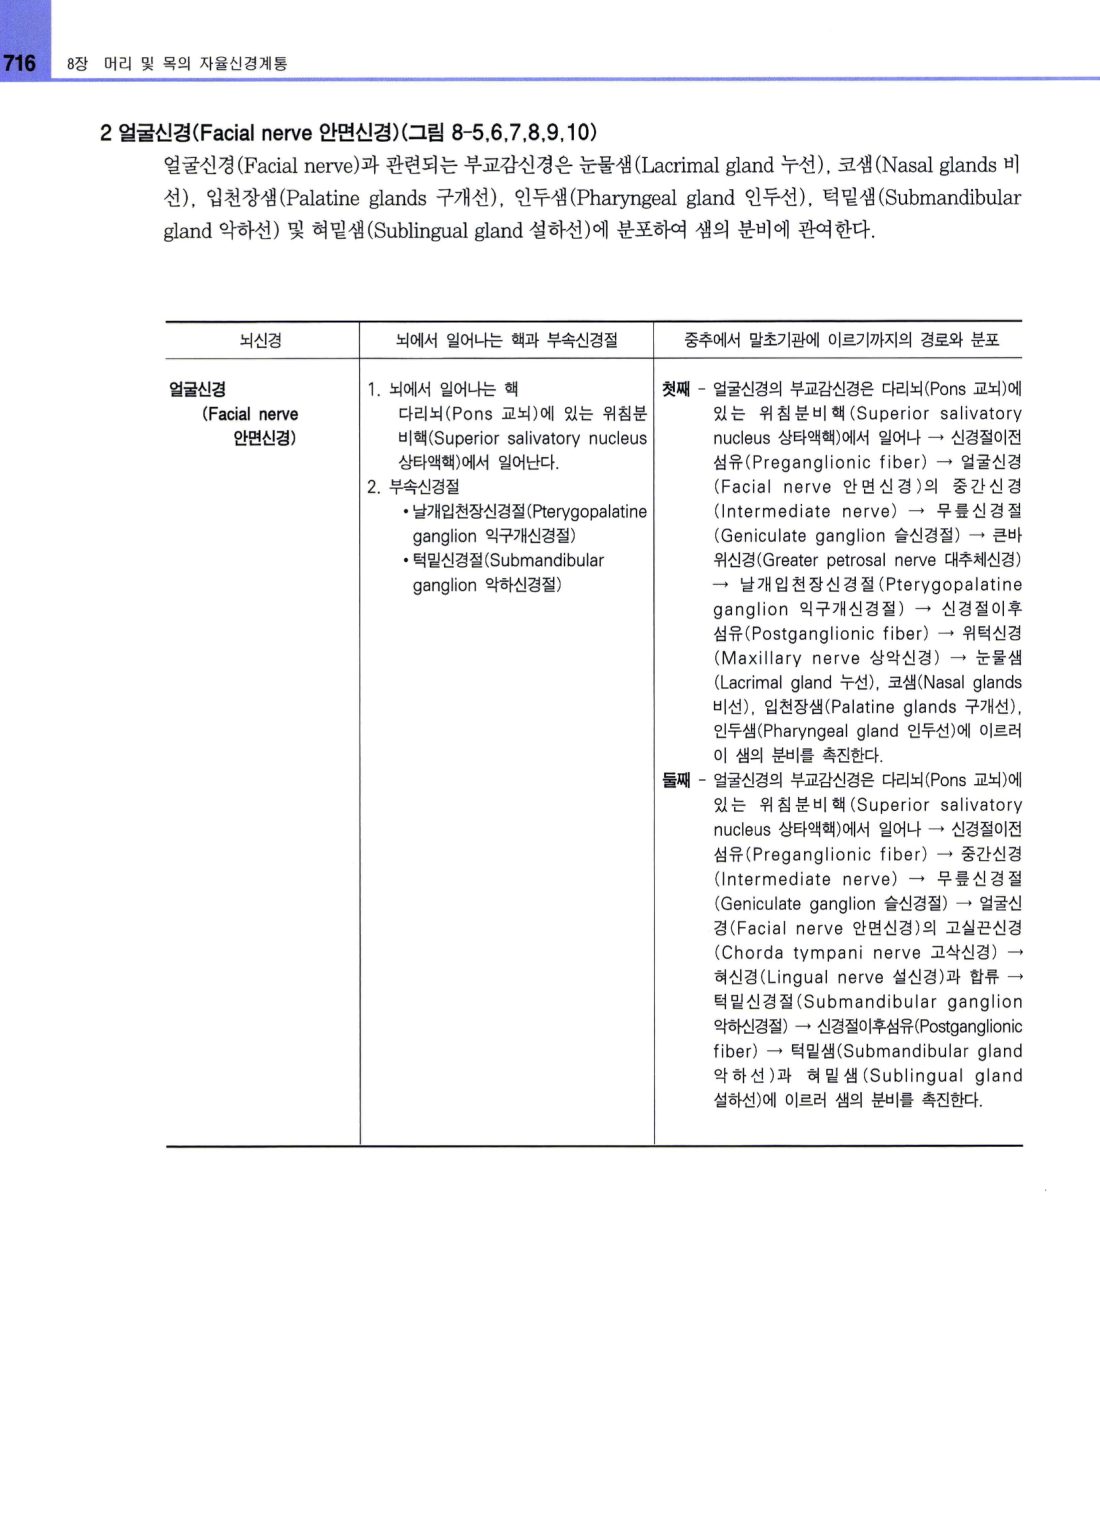 716
8장 머리 및 목의 자율신경계통
2 얼굴신경(Facial nerve 안면신경)(그림 8-5,6,7,8,9,10)
얼굴신경(Facial nerve)과 관련되는 부교감신경은 눈물샘(Lacrimal gland 누선), 코샘(Nasal glands 비
선), 입천장샘(Palatine glands 구개선), 인두샘(Pharyngeal gland 인두선), 턱밑샘(Submandibular
gland 악하선) 및 혀밑샘(Sublingual gland 설하선)에 분포하여 샘의 분비에 관여한다.
뇌신경
뇌에서 일어나는 핵과 부속신경절
중추에서 말초기관에 이르기까지의 경로와 분포
얼굴신경
(Facial nerve
안면신경)
1. 뇌에서 일어나는 핵
다리뇌(Pons 교뇌)에 있는 위침분
비핵(Superior salivatory nucleus
상타액핵)에서 일어난다.
2. 부속신경절
• 날개입천장신경절(Pterygopalatine
ganglion 익구개신경절)
• 턱밑신경절(Submandibular
ganglion 악하신경절)
첫째 - 얼굴신경의 부교감신경은 다리뇌(Pons 교뇌)에
있는 위침분비핵(Superior salivatory
nucleus 상타액핵)에서 일어나 → 신경절이전
섬유(Preganglionic fiber) → 얼굴신경
(Facial nerve 안면신경)의 중간신경
(Intermediate nerve) → 무릎신경절
(Geniculate ganglion 슬신경절) → 큰바
위신경(Greater petrosal nerve 대추체신경)
→ 날개입천장신경절(Pterygopalatine
ganglion 익구개신경절) → 신경절이후
섬유(Postganglionic fiber) → 위턱신경
(Maxillary nerve 상악신경) → 눈물샘
(Lacrimal gland 누선), 코샘(Nasal glands
비선), 입천장샘(Palatine glands 구개선),
인두샘(Pharyngeal gland 인두선)에 이르러
이 샘의 분비를 촉진한다.
둘째 - 얼굴신경의 부교감신경은 다리뇌(Pons 교뇌)에
있는 위침분비핵(Superior salivatory
nucleus 상타액핵)에서 일어나 → 신경절이전
섬유(Preganglionic fiber) → 중간신경
(Intermediate nerve) → 무릎신경절
(Geniculate ganglion 슬신경절) → 얼굴신
경(Facial nerve 안면신경)의 고실끈신경
(Chorda tympani nerve 고삭신경) →
혀신경(Lingual nerve 설신경)과 합류 →
턱밑신경절(Submandibular ganglion
악하신경절) → 신경절이후섬유(Postganglionic
fiber) → 턱밑샘(Submandibular gland
악하선)과 혀밑샘(Sublingual gland
설하선)에 이르러 샘의 분비를 촉진한다.